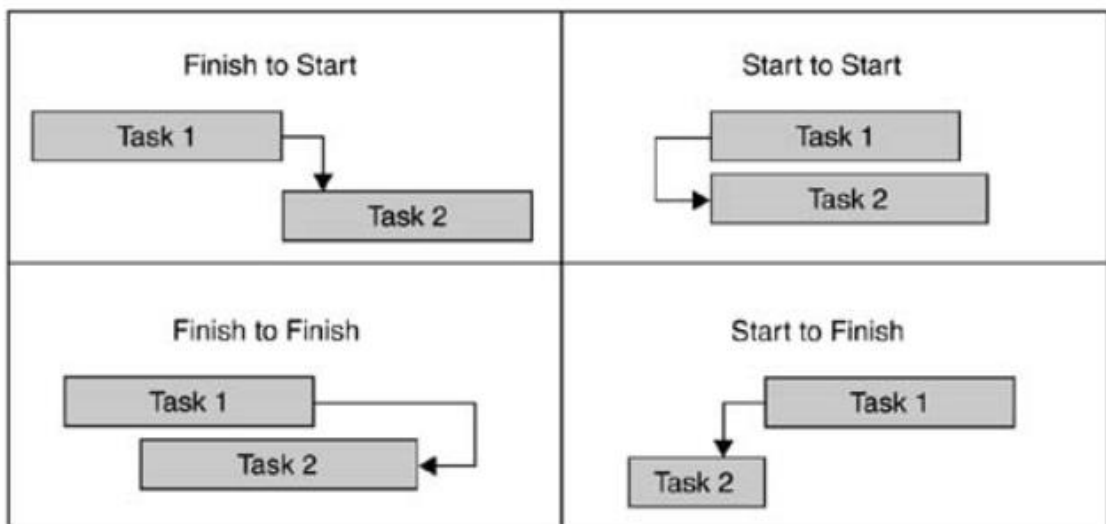 Finish to Start
Task 1
Task 2
Start to Start
Task 1
Task 2
Finish to Finish
Task 1
Task 2
Start to Finish
Task 1
Task 2